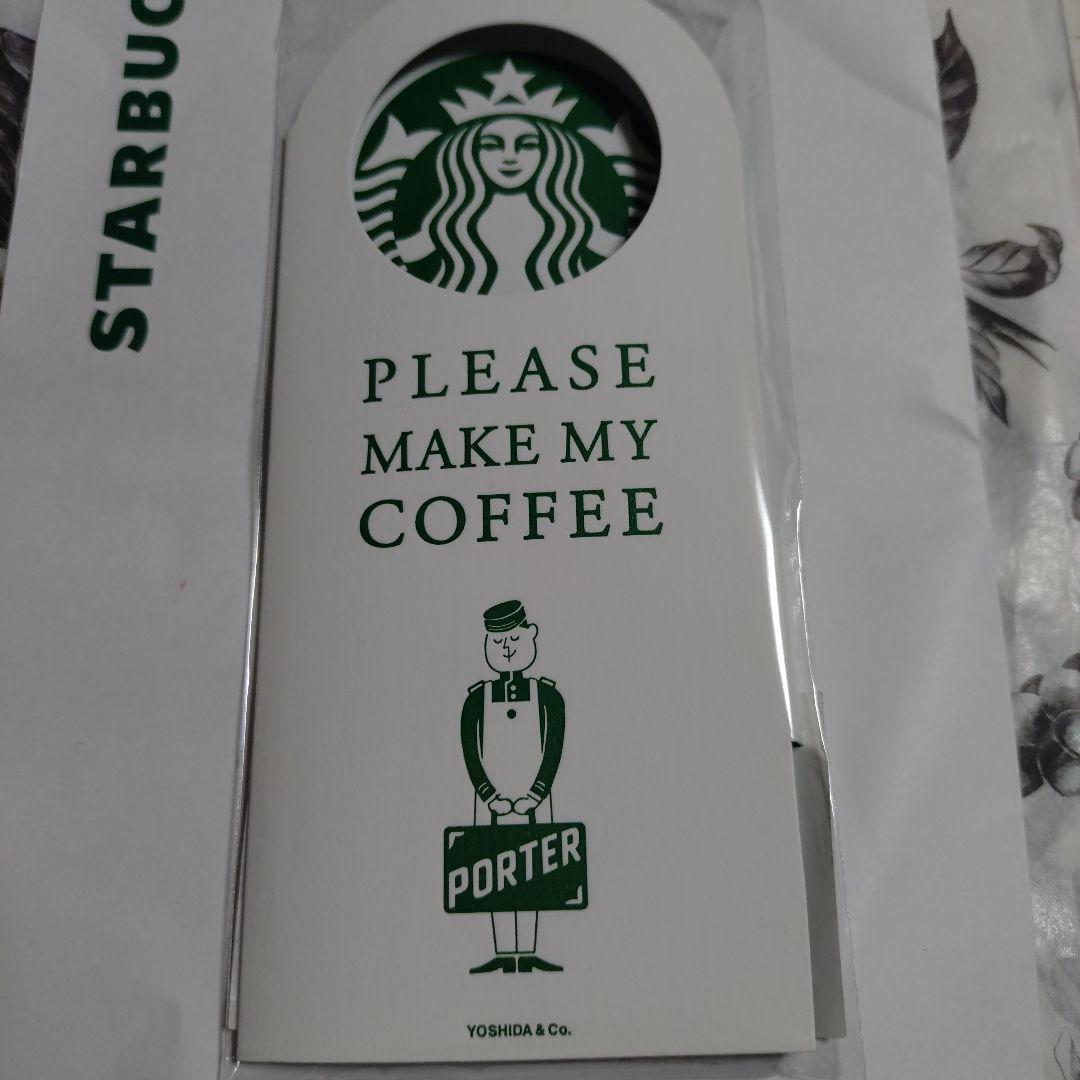 STARBUC
PLEASE
MAKE MY
COFFEE
PORTER
YOSHIDA & Co.